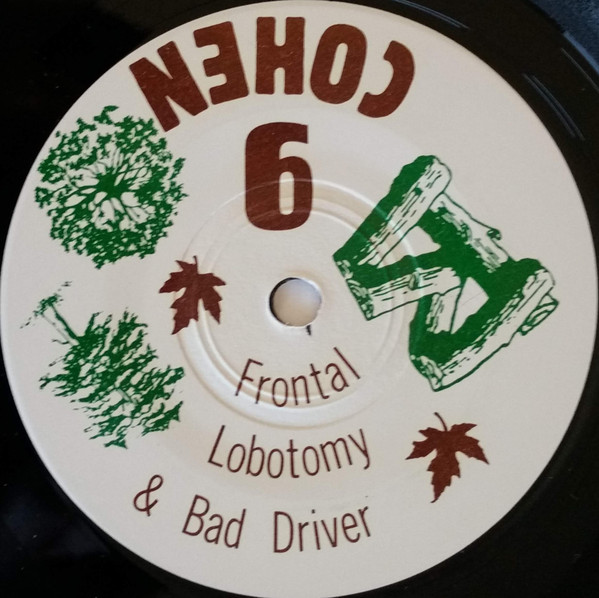 COHEN
6
Frontal
Lobotomy
& Bad Driver